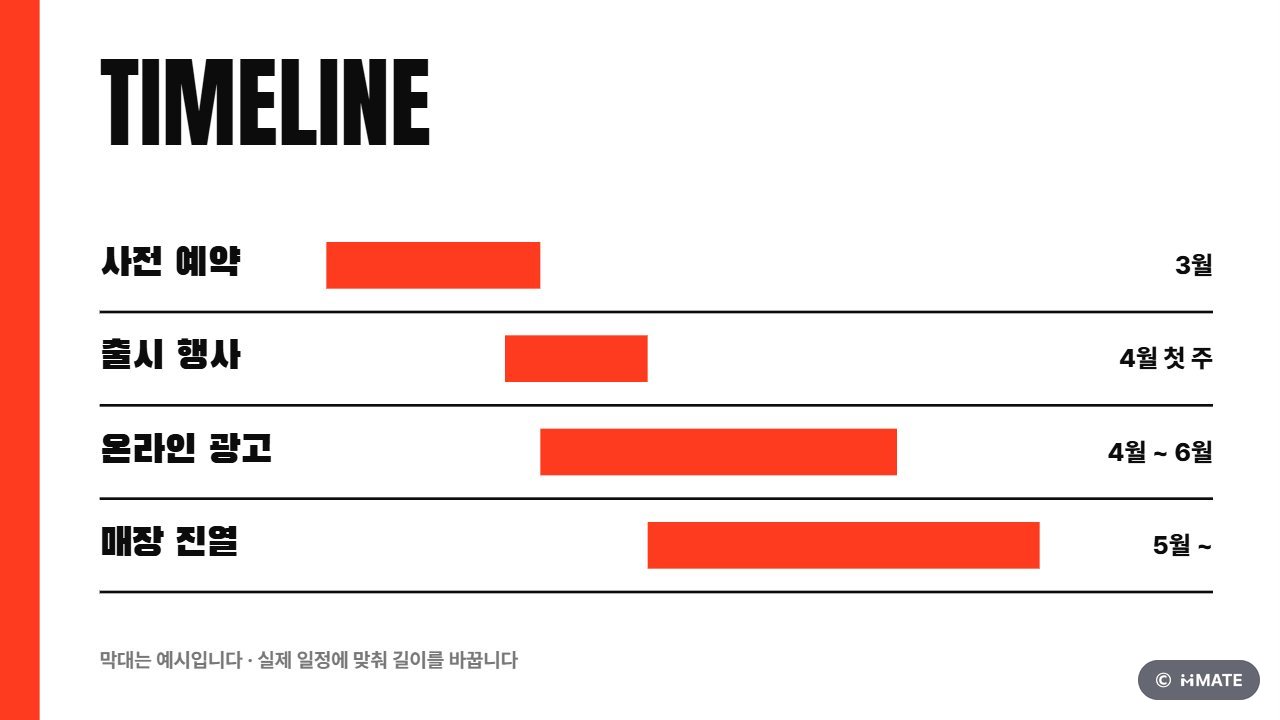 TIMELINE
사전 예약
3월
출시 행사
4월 첫 주
온라인 광고
4월 ~ 6월
매장 진열
5월 ~
막대는 예시입니다 · 실제 일정에 맞춰 길이를 바꿉니다
© MMATE